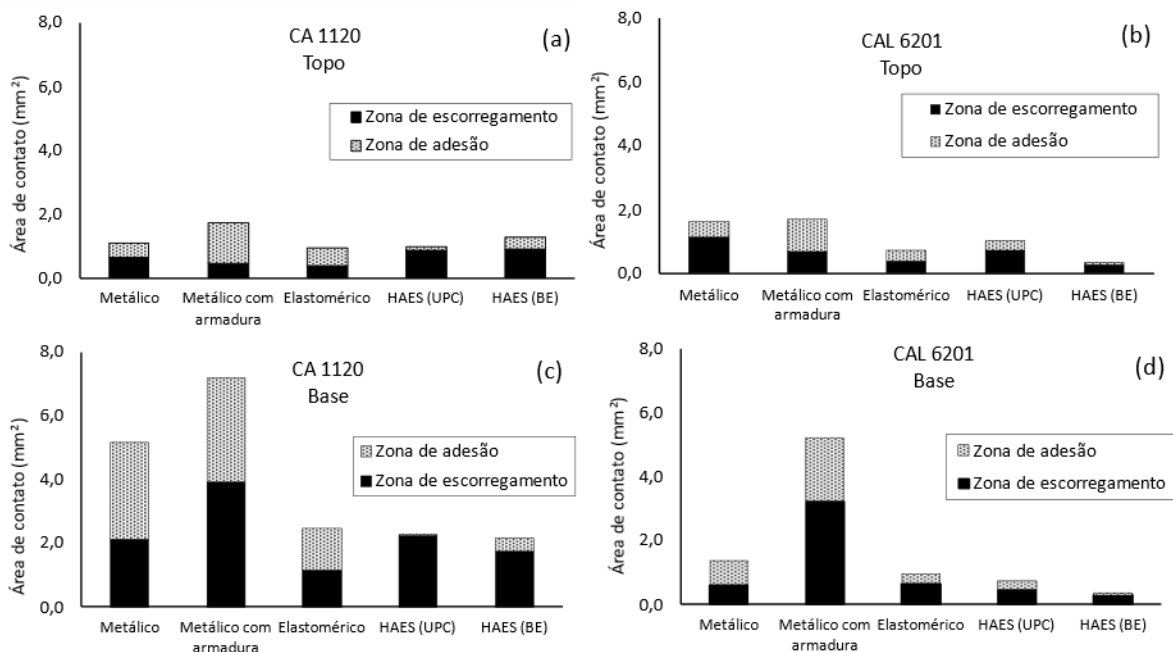 CA 1120
Topo
(a)
Zona de escorregamento
Zona de adesão
Área de contato (mm²)
8,0
6,0
4,0
2,0
0,0
Metálico
Metálico com
armadura
Elastomérico
HAES (UPC)
HAES (BE)
CAL 6201
Topo
(b)
Zona de escorregamento
Zona de adesão
Área de contato (mm²)
8,0
6,0
4,0
2,0
0,0
Metálico
Metálico com
armadura
Elastomérico
HAES (UPC)
HAES (BE)
CA 1120
Base
(c)
Zona de adesão
Zona de escorregamento
Área de contato (mm²)
8,0
6,0
4,0
2,0
0,0
Metálico
Metálico com
armadura
Elastomérico
HAES (UPC)
HAES (BE)
CAL 6201
Base
(d)
Zona de adesão
Zona de escorregamento
Área de contato (mm²)
8,0
6,0
4,0
2,0
0,0
Metálico
Metálico com
armadura
Elastomérico
HAES (UPC)
HAES (BE)